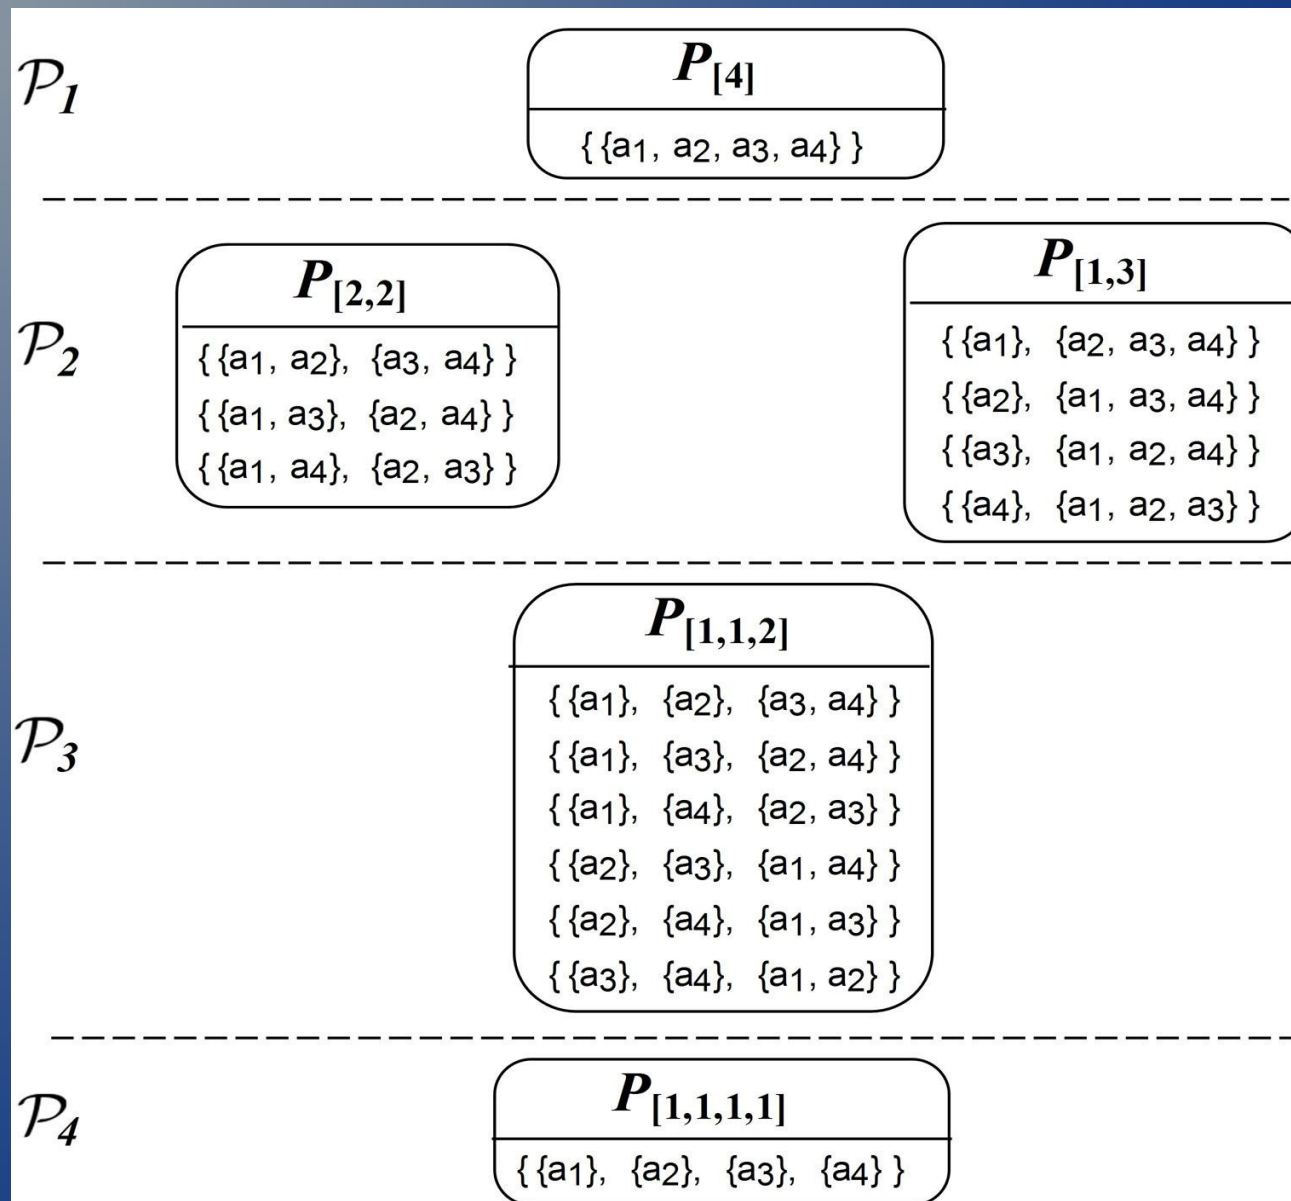 𝒫1
P[4]
{ {a1, a2, a3, a4} }
𝒫2
P[2,2]
{ {a1, a2}, {a3, a4} }
{ {a1, a3}, {a2, a4} }
{ {a1, a4}, {a2, a3} }
P[1,3]
{ {a1}, {a2, a3, a4} }
{ {a2}, {a1, a3, a4} }
{ {a3}, {a1, a2, a4} }
{ {a4}, {a1, a2, a3} }
𝒫3
P[1,1,2]
{ {a1}, {a2}, {a3, a4} }
{ {a1}, {a3}, {a2, a4} }
{ {a1}, {a4}, {a2, a3} }
{ {a2}, {a3}, {a1, a4} }
{ {a2}, {a4}, {a1, a3} }
{ {a3}, {a4}, {a1, a2} }
𝒫4
P[1,1,1,1]
{ {a1}, {a2}, {a3}, {a4} }